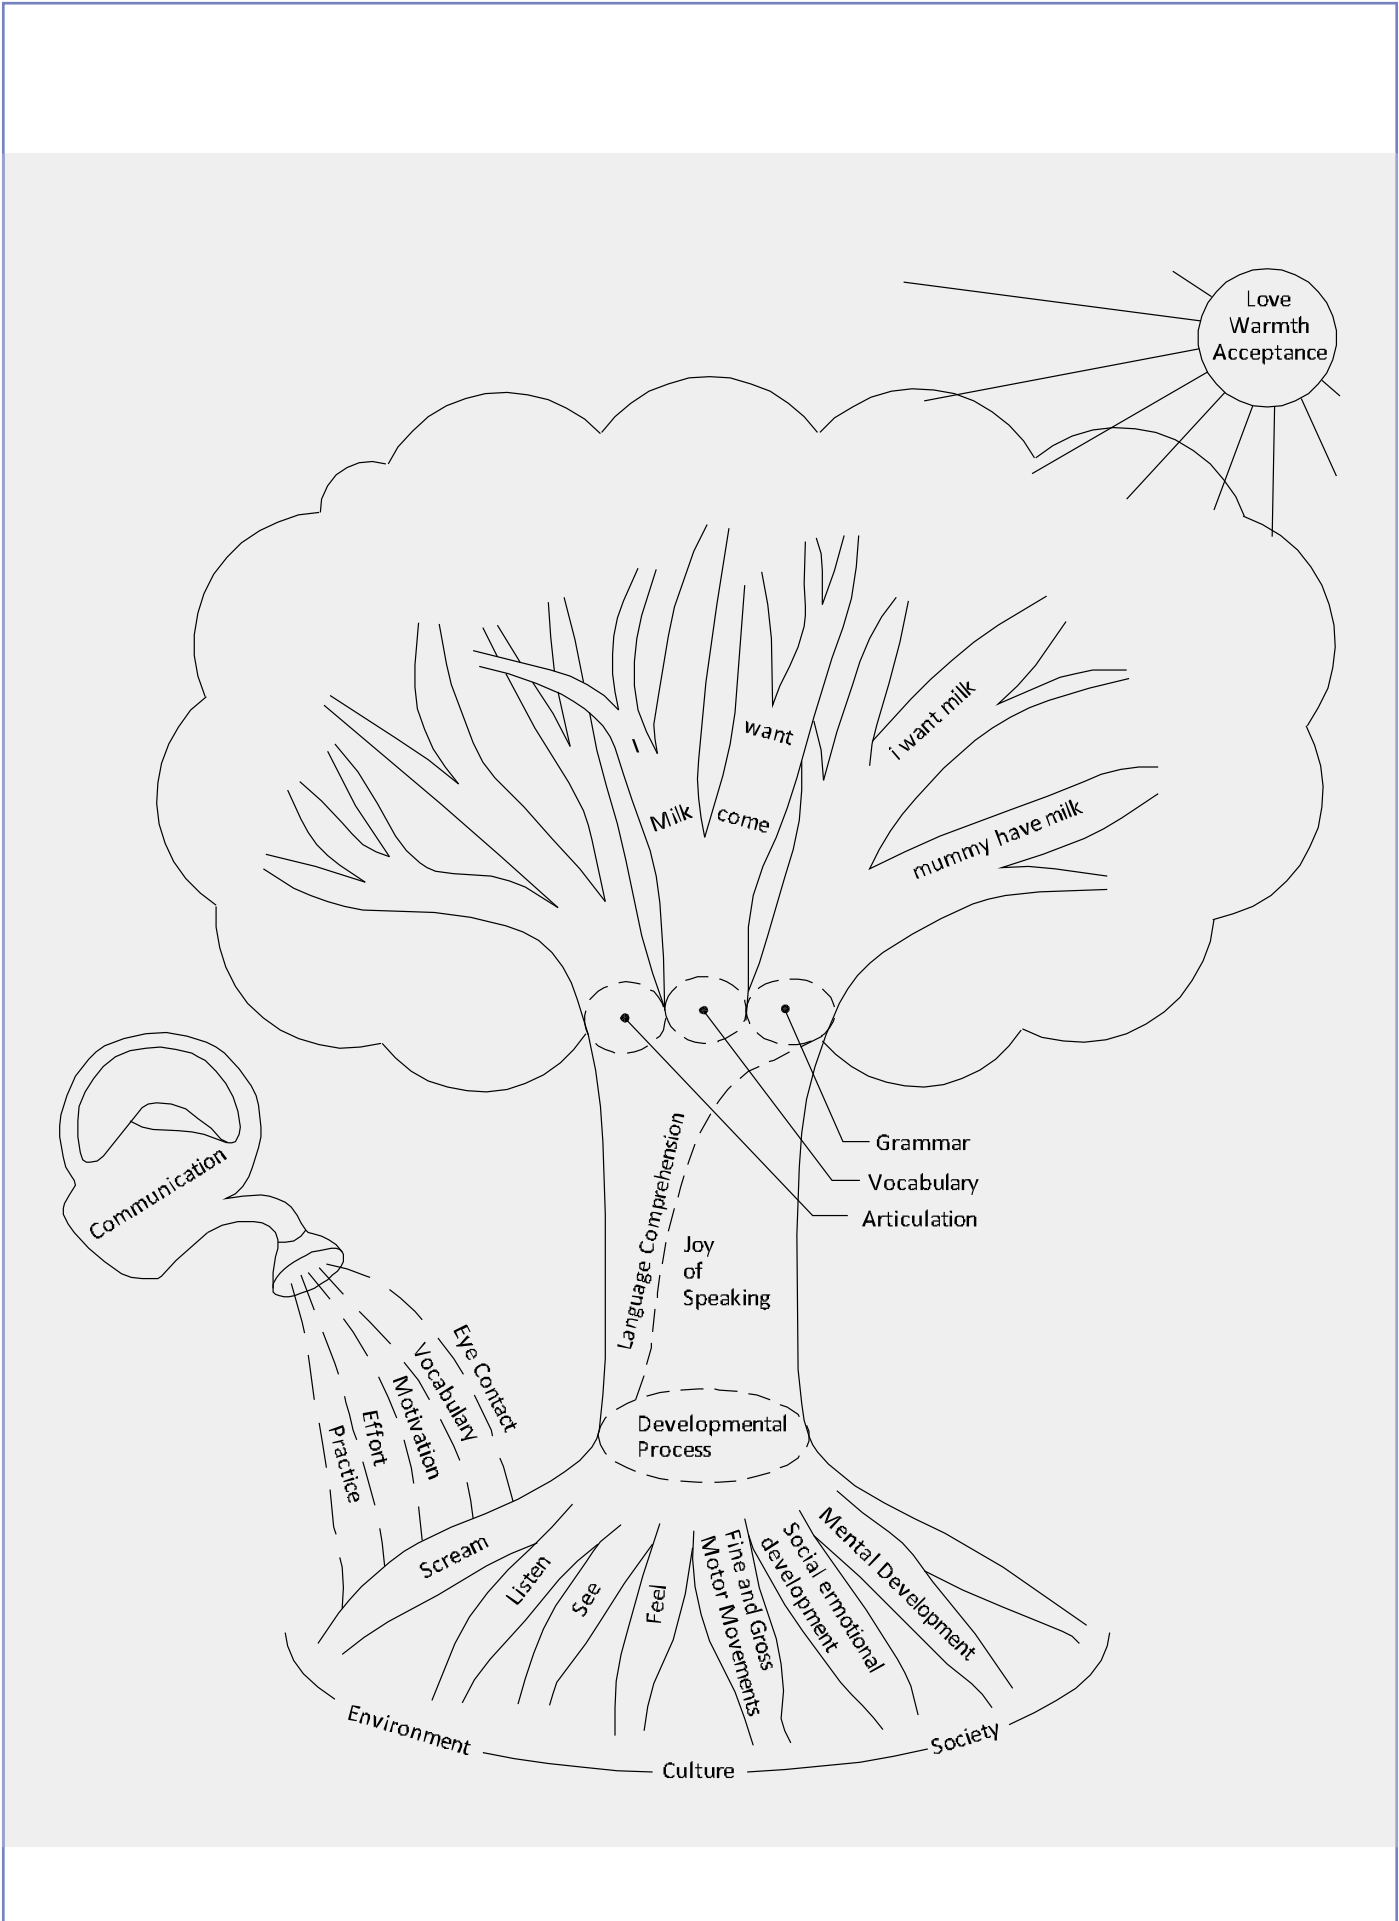 Love
Warmth
Acceptance
I
want
Milk
come
i want milk
mummy have milk
Grammar
Vocabulary
Articulation
Language Comprehension
Joy
of
Speaking
Communication
Eye Contact
Vocabulary
Motivation
Effort
Practice
Developmental
Process
Scream
Listen
See
Feel
Fine and Gross
Motor Movements
Social ermotional
development
Mental Development
Environment
Culture
Society